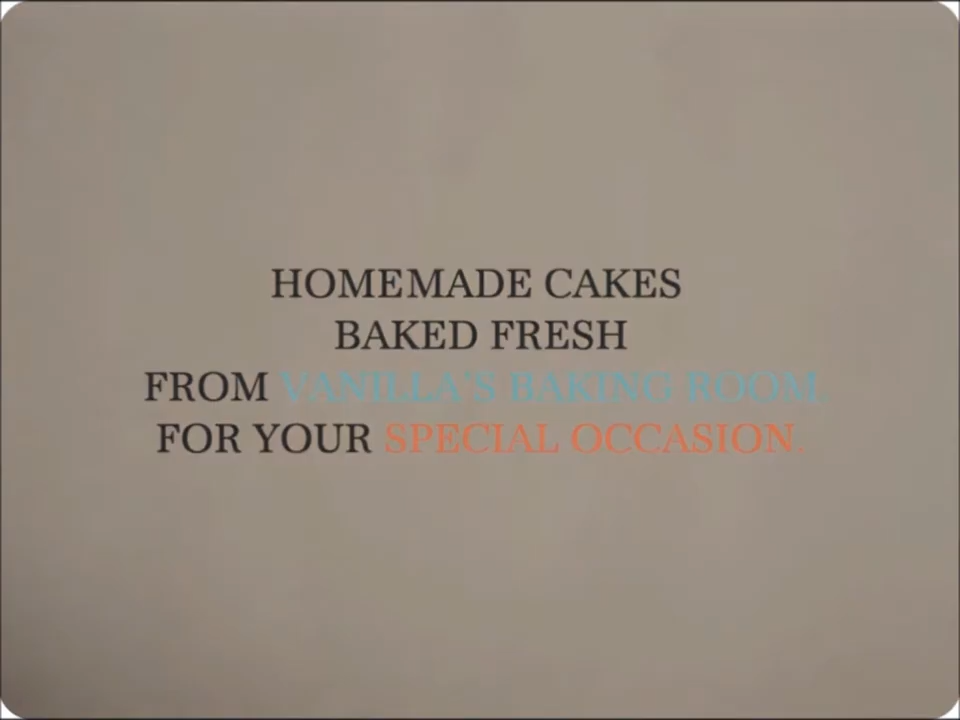 HOMEMADE CAKES
BAKED FRESH
FROM VANILLA'S BAKING ROOM.
FOR YOUR SPECIAL OCCASION.